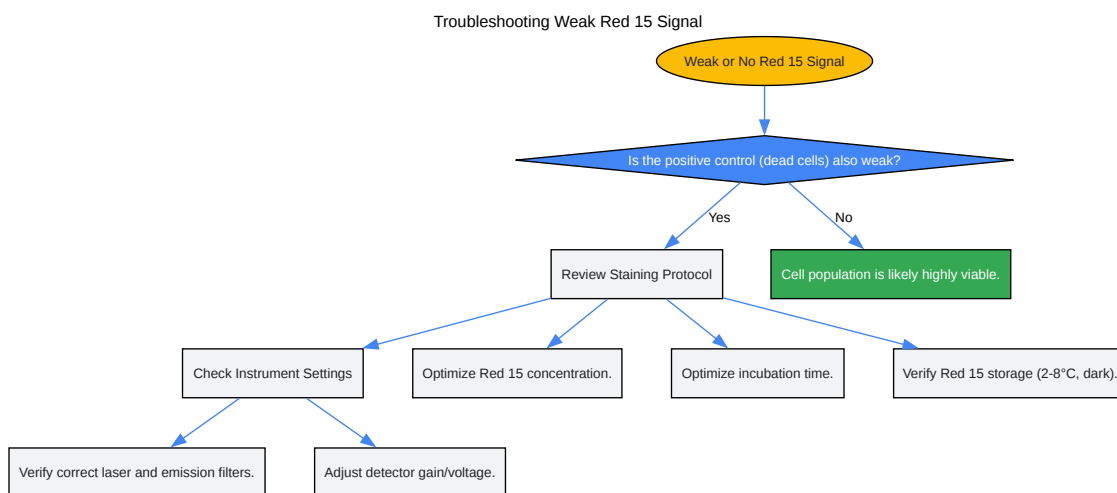 Troubleshooting Weak Red 15 Signal
Weak or No Red 15 Signal
Is the positive control (dead cells) also weak?
Yes
No
Review Staining Protocol
Cell population is likely highly viable.
Check Instrument Settings
Optimize Red 15 concentration.
Optimize incubation time.
Verify Red 15 storage (2-8°C, dark).
Verify correct laser and emission filters.
Adjust detector gain/voltage.